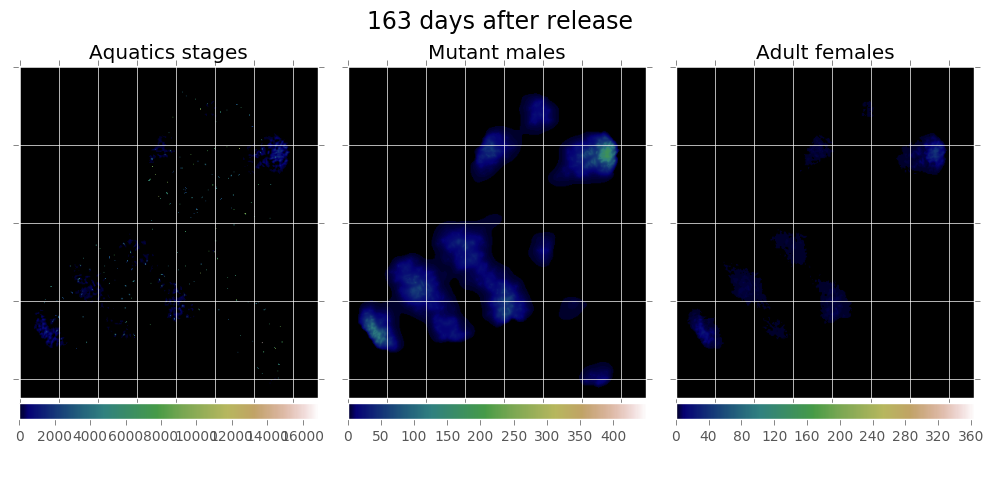 163 days after release
Aquatics stages
Mutant males
Adult females
0 2000 4000 6000 8000 10000 12000 14000 16000
0 50 100 150 200 250 300 350 400
0 40 80 120 160 200 240 280 320 360